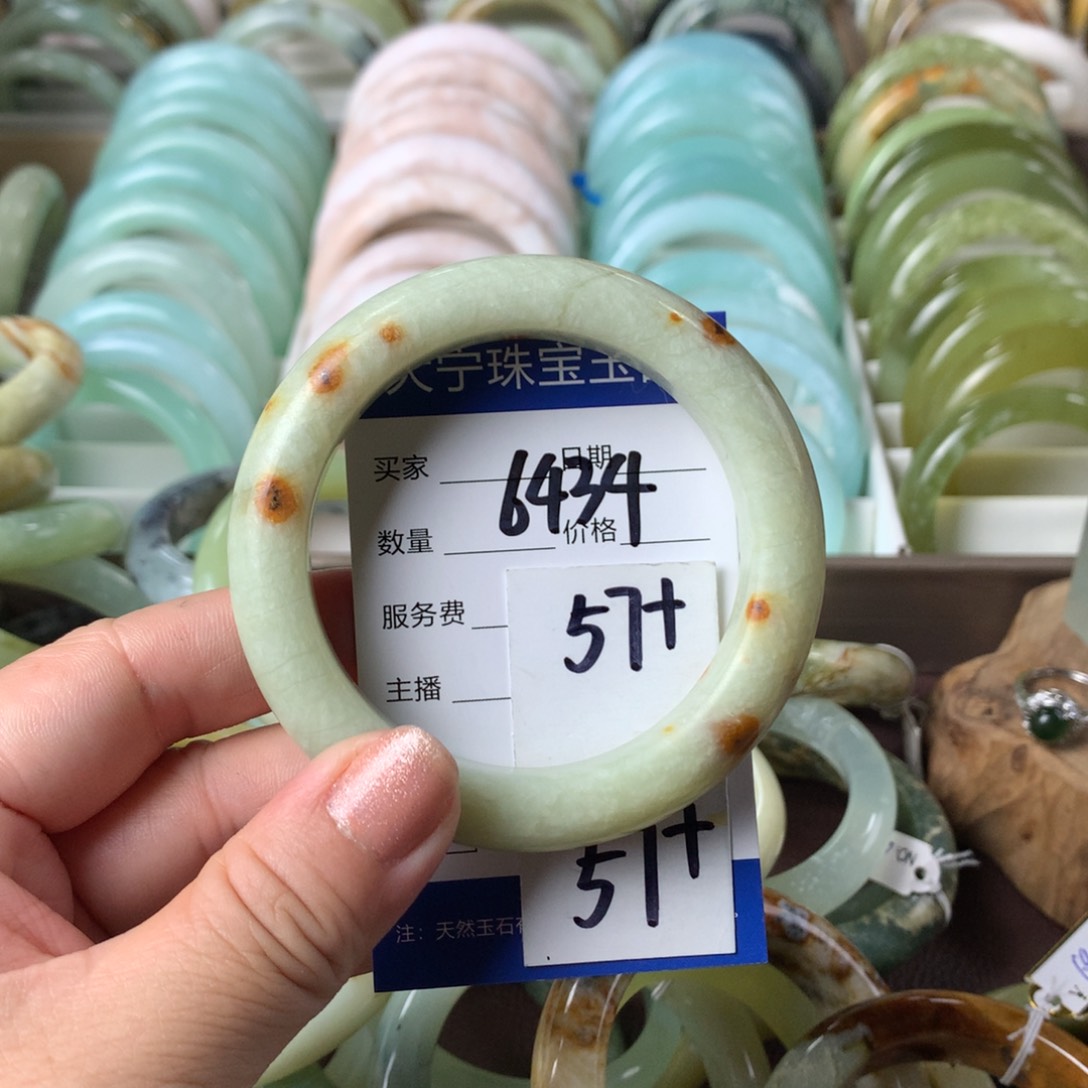 宁珠宝玉
买家 日期
6434
数量 价格
服务费
57+
主播
57+
注：天然玉石